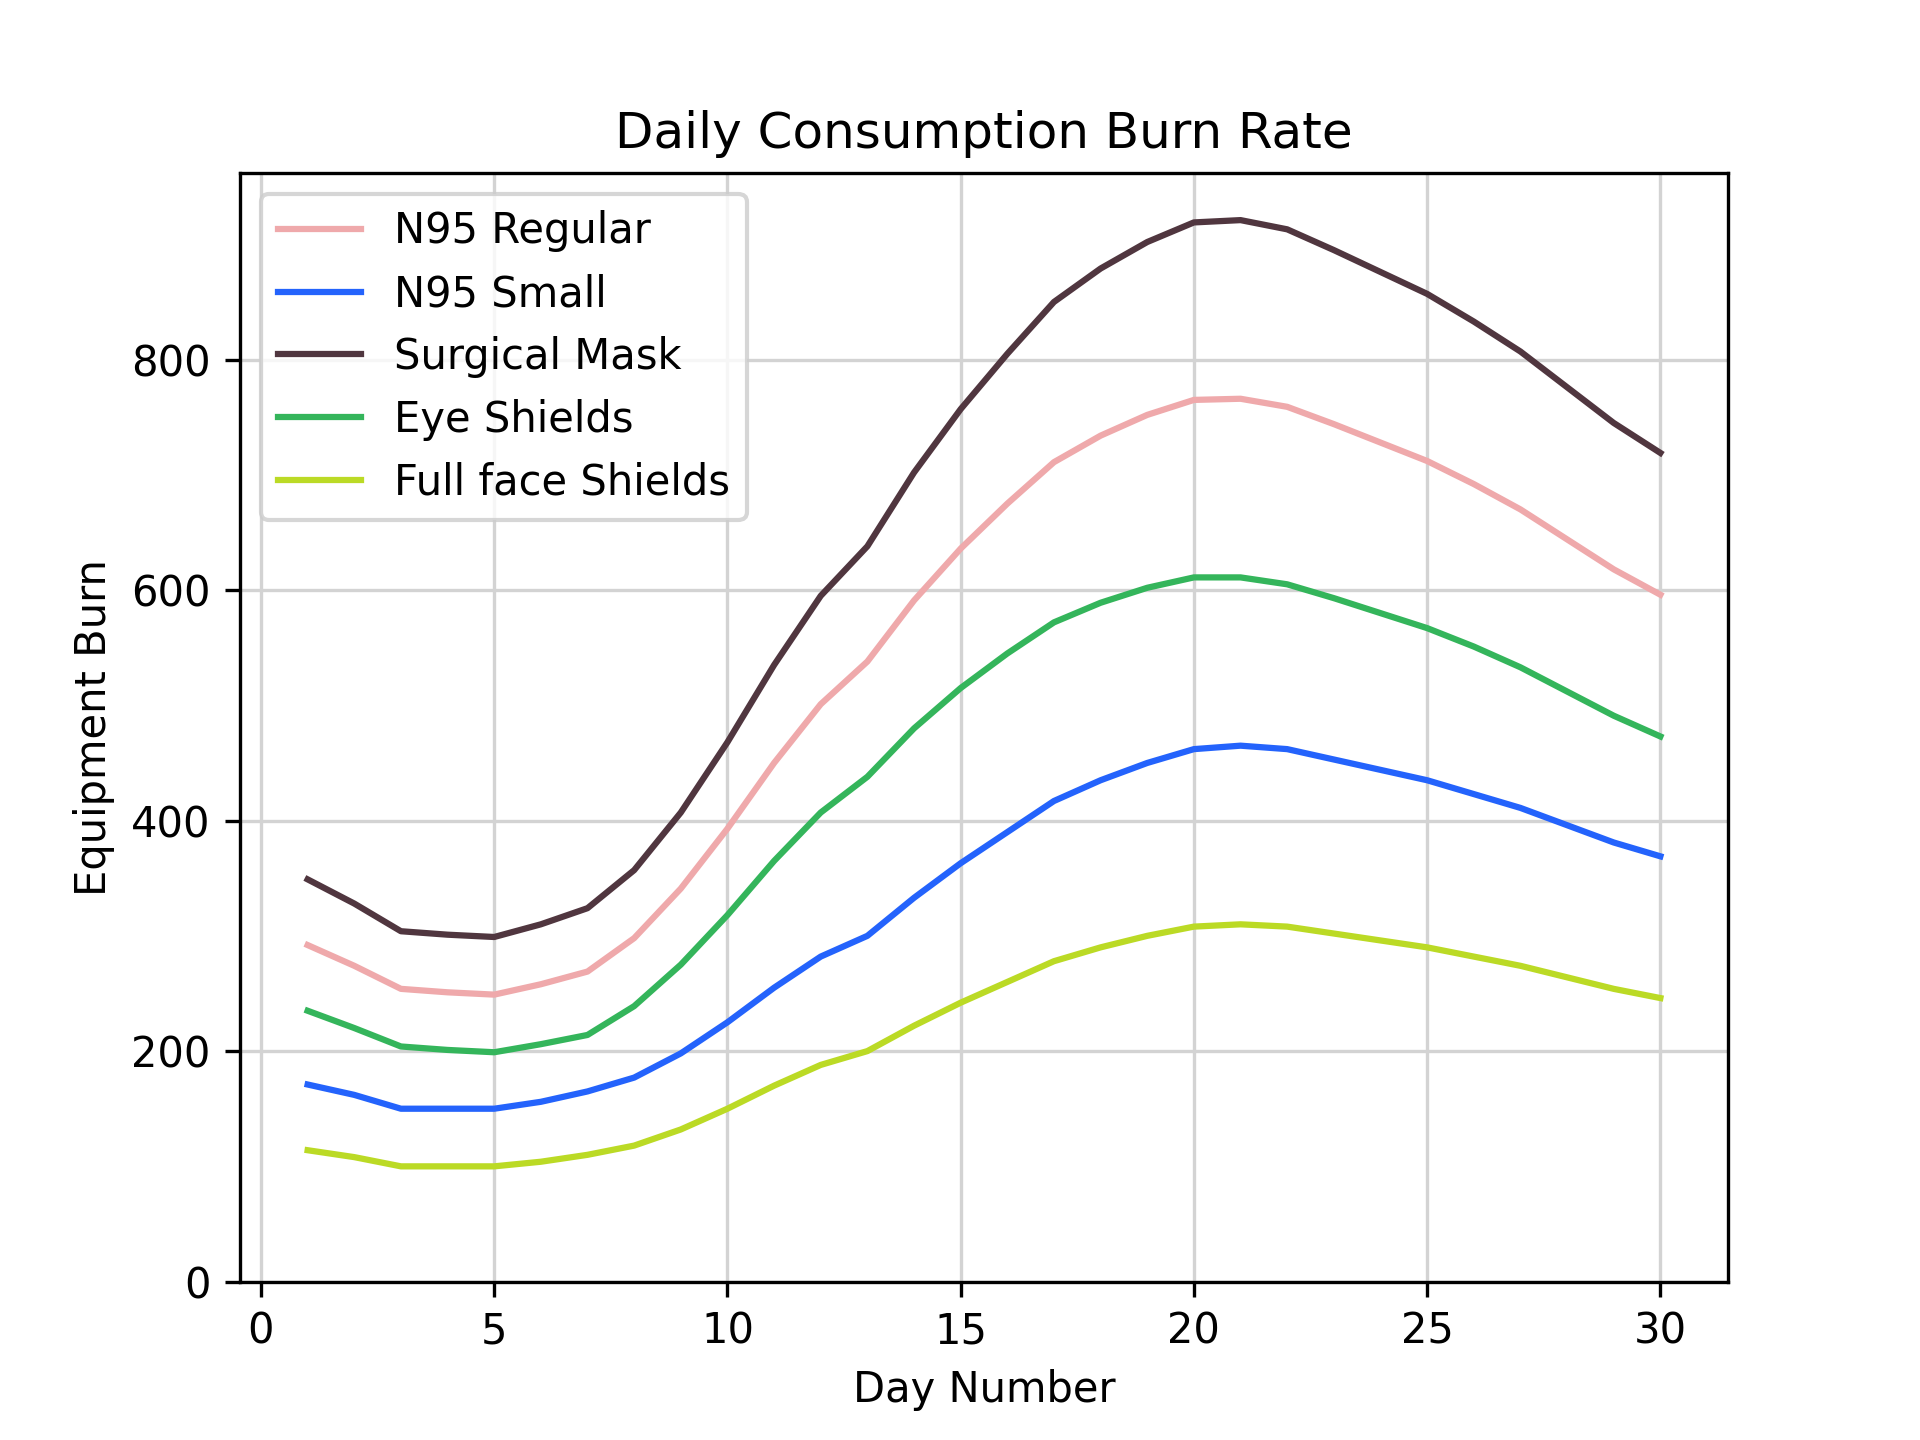 Daily Consumption Burn Rate
N95 Regular
N95 Small
Surgical Mask
Eye Shields
Full face Shields
Equipment Burn
800
600
400
200
0
0 5 10 15 20 25 30
Day Number